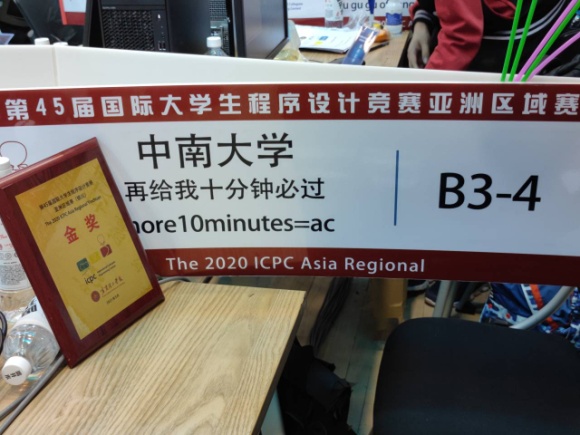 第45届国际大学生程序设计竞赛亚洲区域赛
中南大学
再给我十分钟必过
more10minutes=ac
B3-4
The 2020 ICPC Asia Regional
金奖
icpc